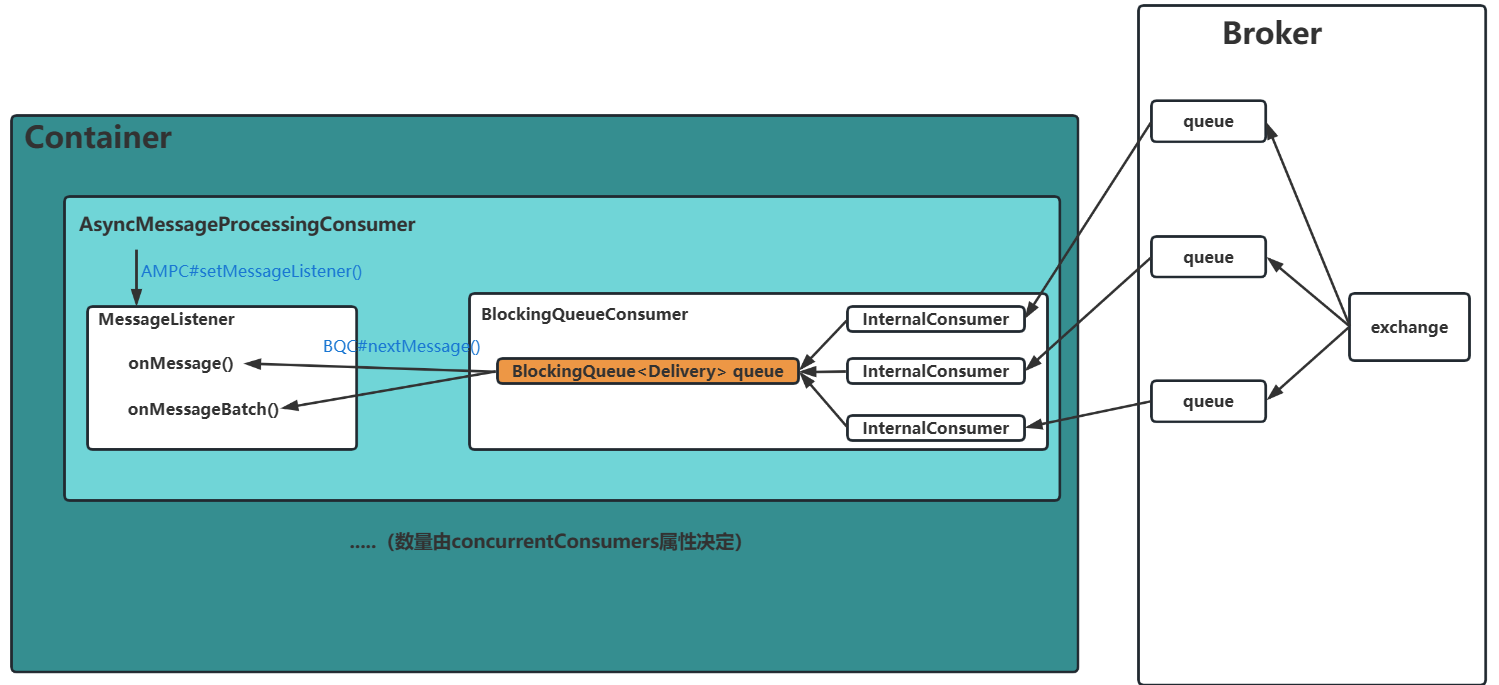 Broker
queue
Container
AsyncMessageProcessingConsumer
queue
AMPC#setMessageListener()
MessageListener
BlockingQueueConsumer
InternalConsumer
exchange
BQC#nextMessage()
onMessage()
BlockingQueue<Delivery> queue
InternalConsumer
onMessageBatch()
queue
InternalConsumer
.....（数量由concurrentConsumers属性决定）